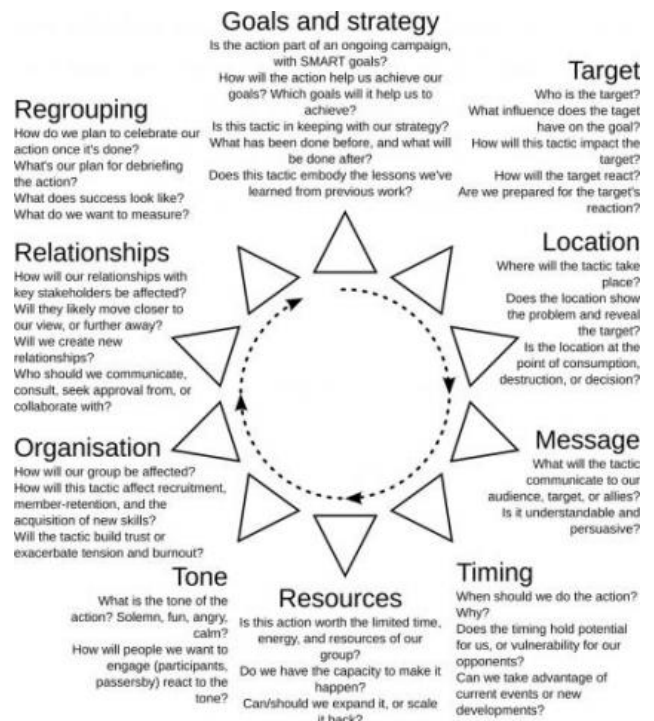 Goals and strategy
Is the action part of an ongoing campaign,
with SMART goals?
How will the action help us achieve our
goals? Which goals will it help us to
achieve?
Is this tactic in keeping with our strategy?
What has been done before, and what will
be done after?
Does this tactic embody the lessons we've
learned from previous work?
Target
Who is the target?
What influence does the taget
have on the goal?
How will this tactic impact the
target?
How will the target react?
Are we prepared for the target's
reaction?
Location
Where will the tactic take
place?
Does the location show
the problem and reveal
the target?
Is the location at the
point of consumption,
destruction, or decision?
Message
What will the tactic
communicate to our
audience, target, or allies?
Is it understandable and
persuasive?
Timing
When should we do the action?
Why?
Does the timing hold potential
for us, or vulnerability for our
opponents?
Can we take advantage of
current events or new
developments?
Resources
Is this action worth the limited time,
energy, and resources of our
group?
Do we have the capacity to make it
happen?
Can/should we expand it, or scale
it back?
Tone
What is the tone of the
action? Solemn, fun, angry,
calm?
How will people we want to
engage (participants,
passersby) react to the
tone?
Organisation
How will our group be affected?
How will this tactic affect recruitment,
member-retention, and the
acquisition of new skills?
Will the tactic build trust or
exacerbate tension and burnout?
Relationships
How will our relationships with
key stakeholders be affected?
Will they likely move closer to
our view, or further away?
Will we create new
relationships?
Who should we communicate,
consult, seek approval from, or
collaborate with?
Regrouping
How do we plan to celebrate our
action once it's done?
What's our plan for debriefing
the action?
What does success look like?
What do we want to measure?